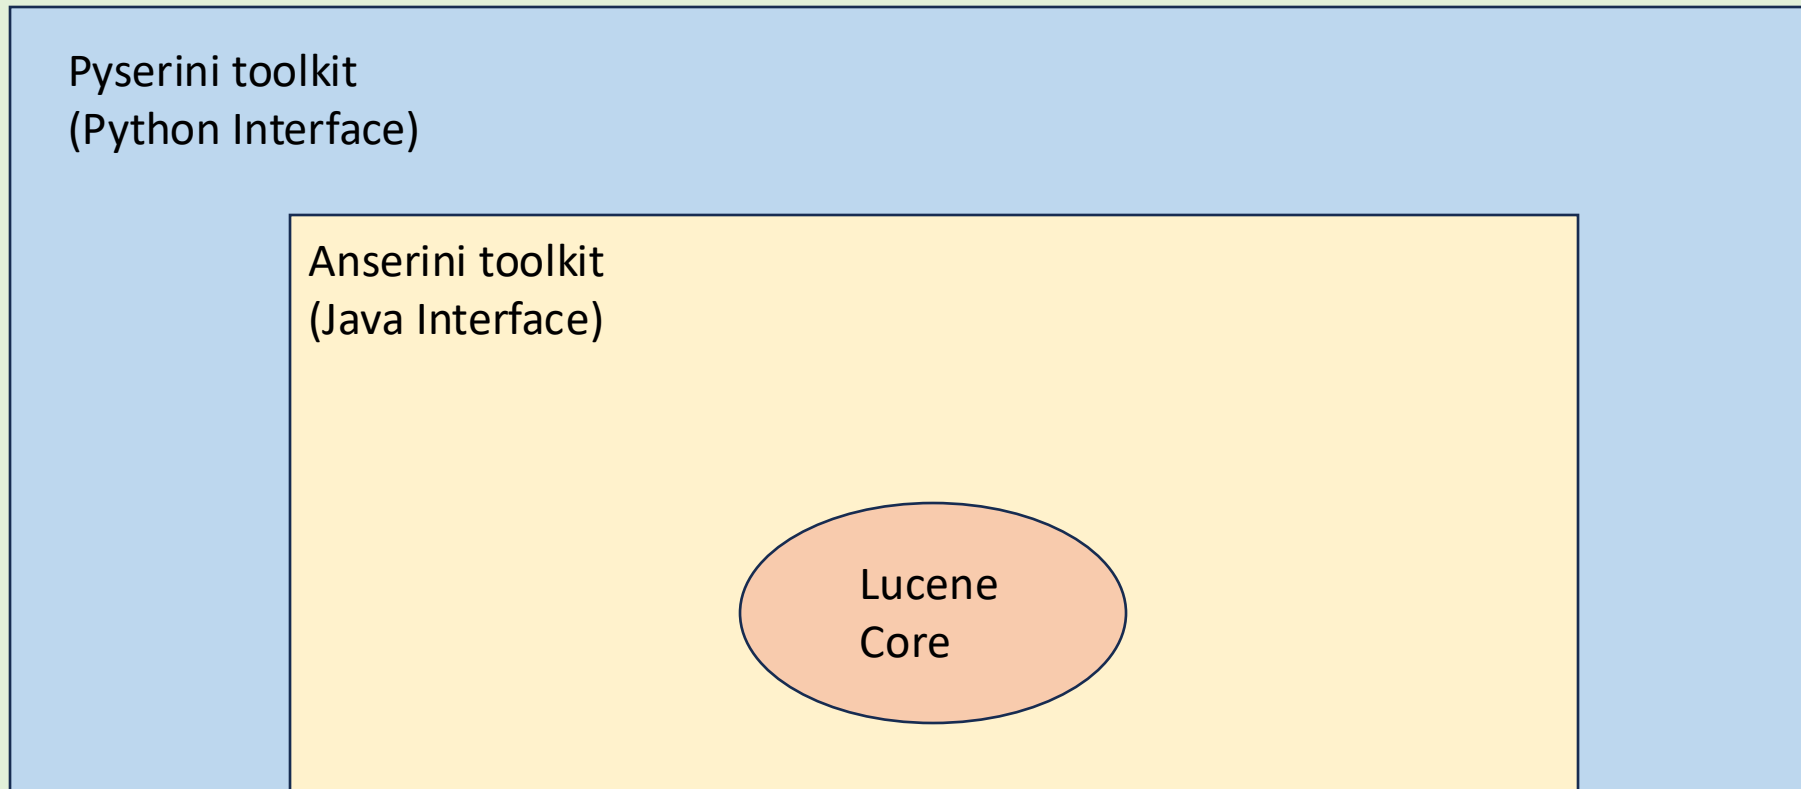 Pyserini toolkit
(Python Interface)
Anserini toolkit
(Java Interface)
Lucene
Core